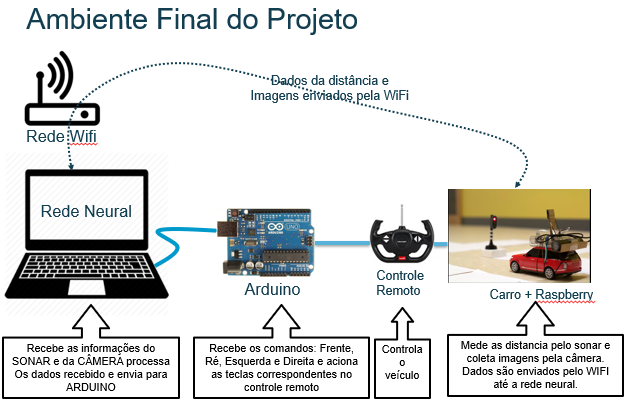 Ambiente Final do Projeto
Dados da distância e
Imagens enviados pela WiFi
Rede Wifi
Rede Neural
UNO
ARDUINO
Arduino
Controle
Remoto
Carro + Raspberry
Recebe as informações do
SONAR e da CÂMERA processa
Os dados recebido e envia para
ARDUINO
Recebe os comandos: Frente,
Ré, Esquerda e Direita e aciona
as teclas correspondentes no
controle remoto
Controla
o
veículo
Mede as distancia pelo sonar e
coleta imagens pela câmera.
Dados são enviados pelo WIFI
até a rede neural.